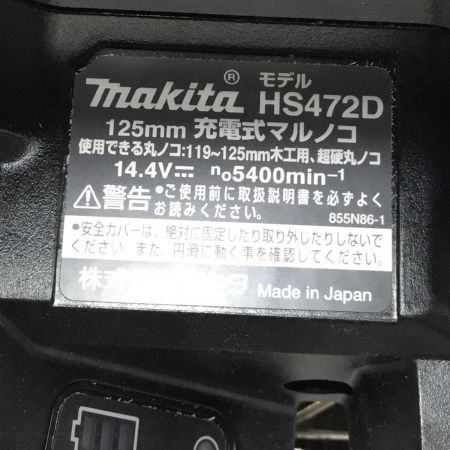 makita® モデル HS472D
125mm 充電式マルノコ
使用できる丸ノコ:119~125mm木工用、超硬丸ノコ
14.4V⎓ n₀5400min⁻¹
⚠警告 •ご使用前に取扱説明書を必ずよく
お読みください。 855N86-1
•安全カバーは、絶対に固定したり取り外したりしないで
ください。また、円滑に動く事を確認してください。
株式 Made in Japan